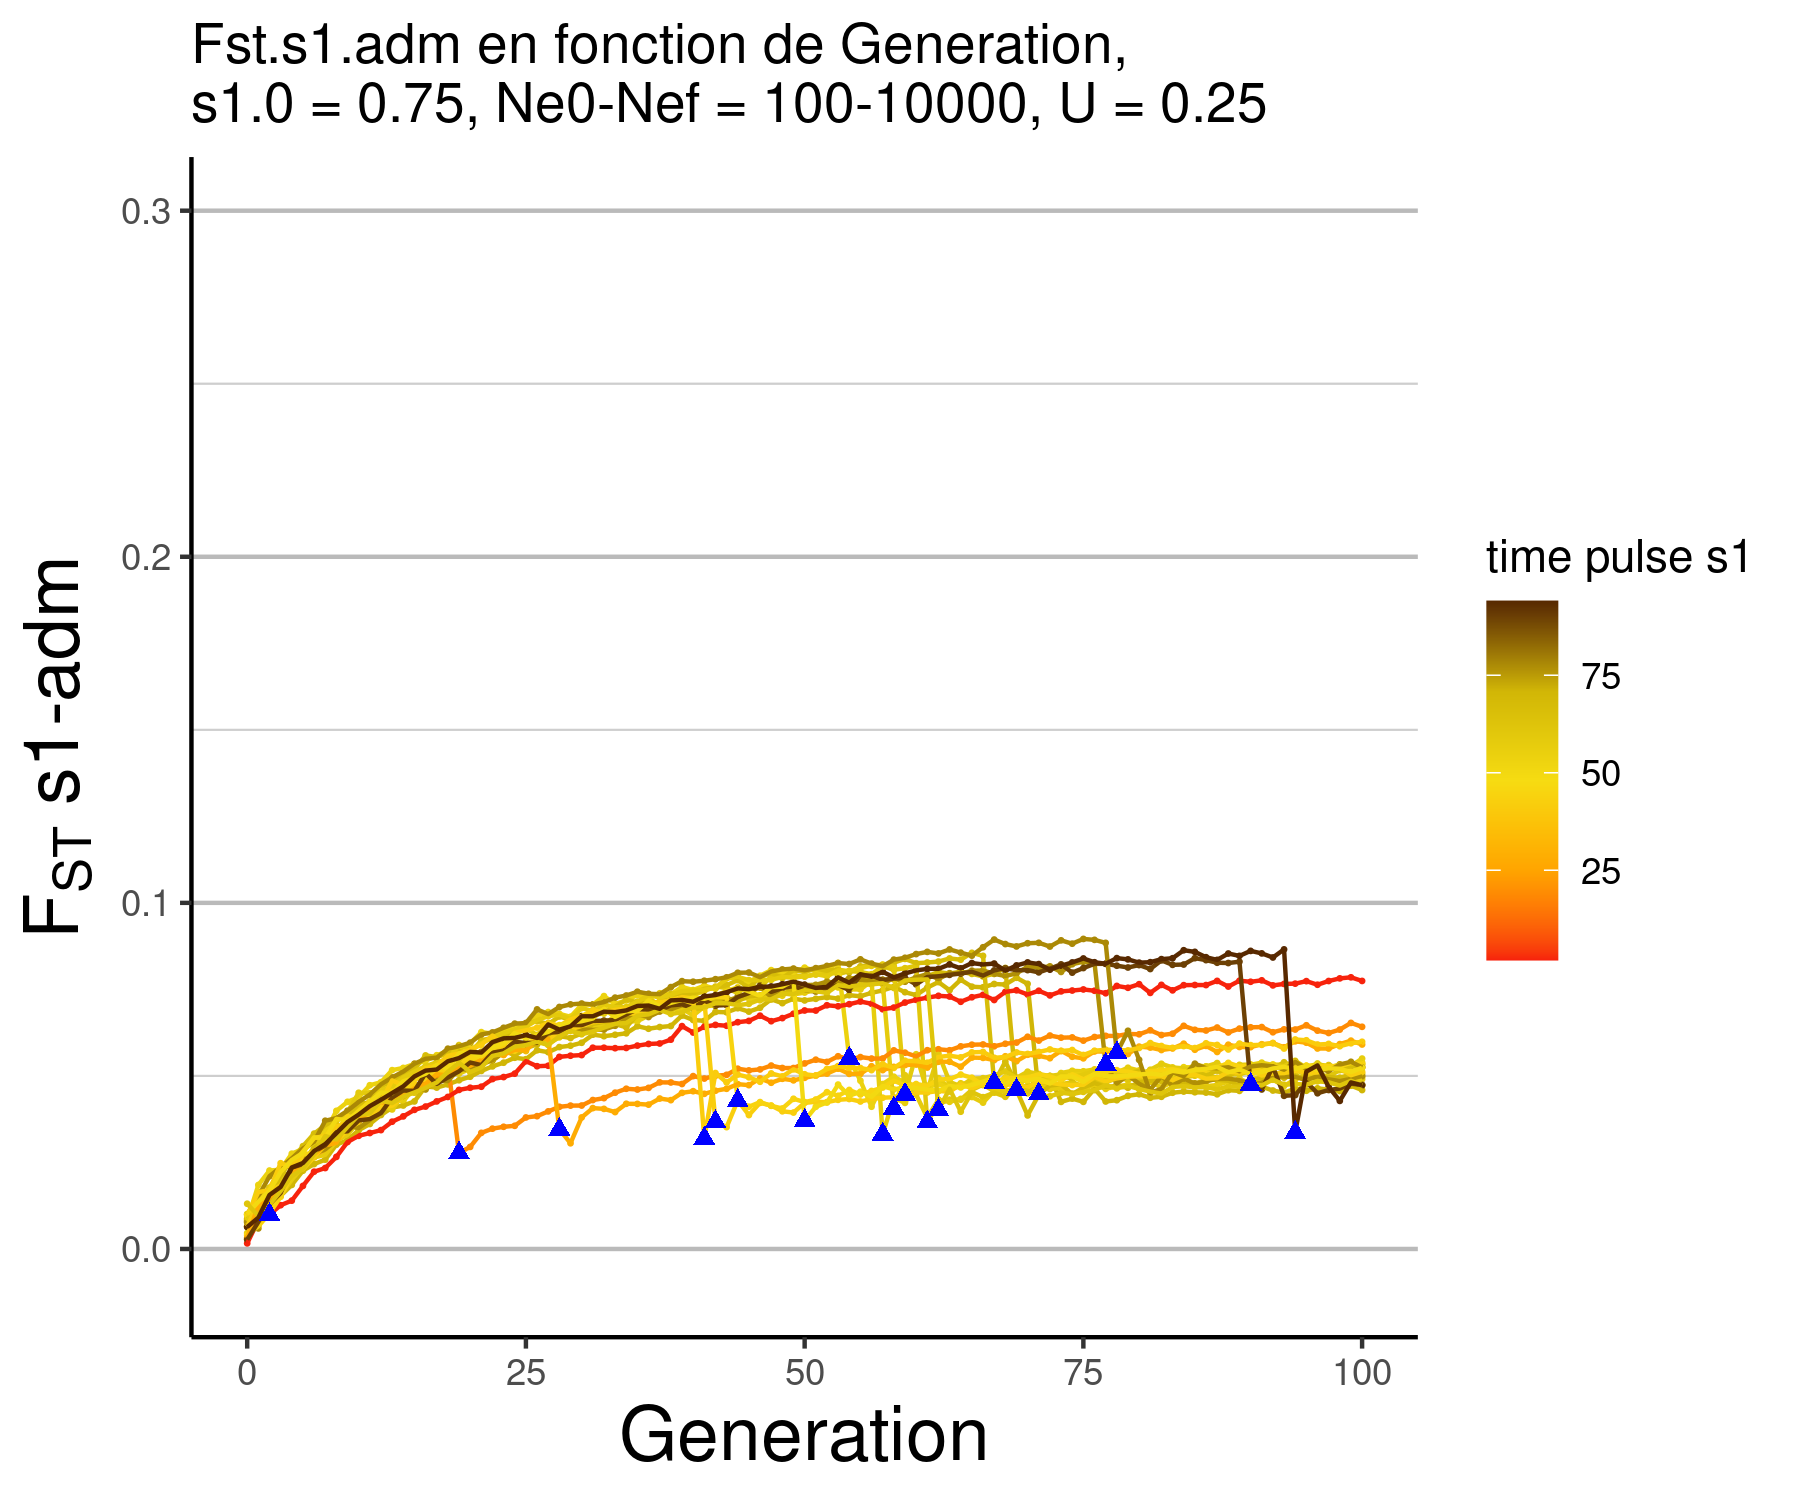 Fst.s1.adm en fonction de Generation,
s1.0 = 0.75, Ne0-Nef = 100-10000, U = 0.25
0.3
0.2
0.1
0.0
FST s1-adm
0 25 50 75 100
Generation
time pulse s1
75
50
25